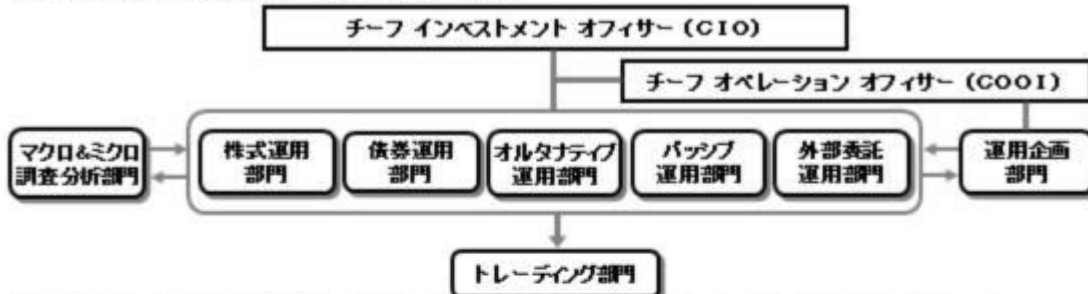 チーフ インベストメント オフィサー (CIO)
チーフ オペレーション オフィサー (COOI)
マクロ&ミクロ
調査分析部門
株式運用
部門
債券運用
部門
オルタナティブ
運用部門
パッシブ
運用部門
外部委託
運用部門
運用企画
部門
トレーディング部門